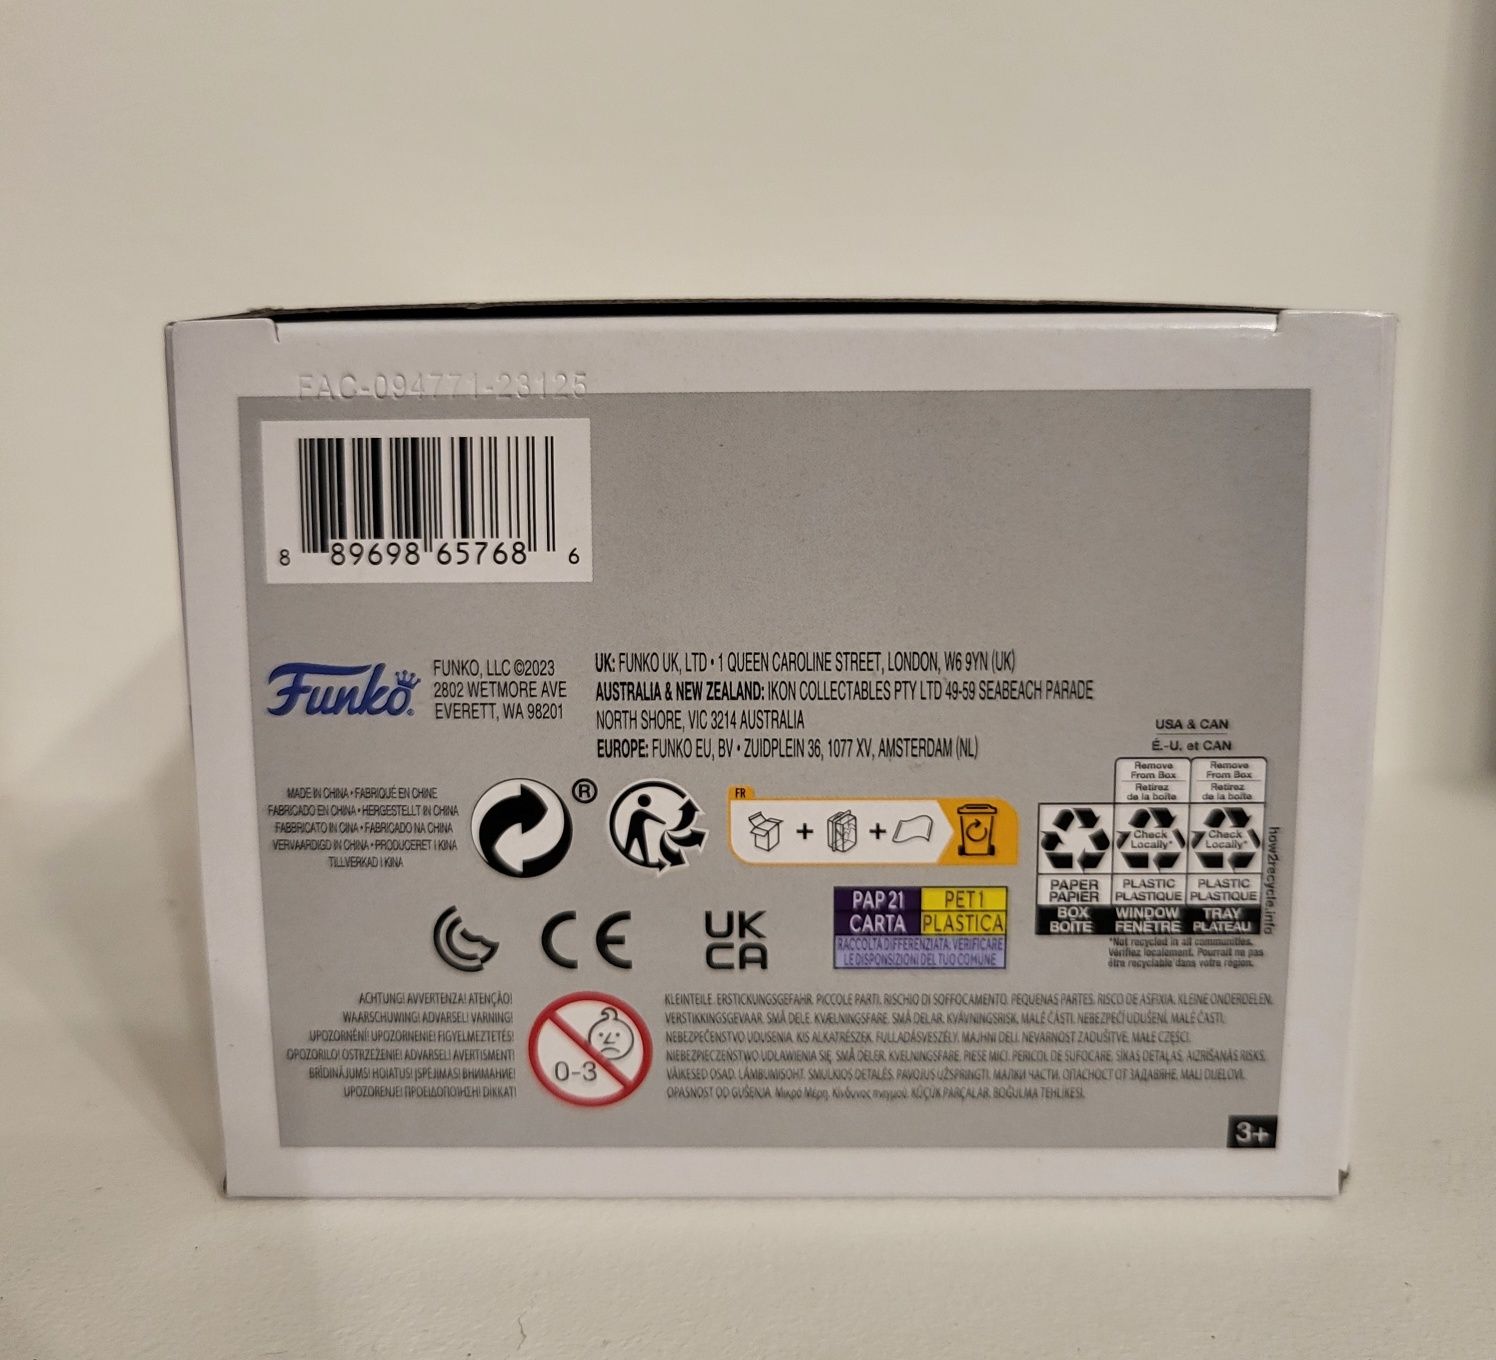 FAC-094771-23125
8 89698 65768 6
Funko®
FUNKO, LLC ©2023
2802 WETMORE AVE
EVERETT, WA 98201
UK: FUNKO UK, LTD • 1 QUEEN CAROLINE STREET, LONDON, W6 9YN (UK)
AUSTRALIA & NEW ZEALAND: IKON COLLECTABLES PTY LTD 49-59 SEABEACH PARADE
NORTH SHORE, VIC 3214 AUSTRALIA
EUROPE: FUNKO EU, BV • ZUIDPLEIN 36, 1077 XV, AMSTERDAM (NL)
MADE IN CHINA • FABRIQUÉ EN CHINE
FABRICADO EN CHINA • HERGESTELLT IN CHINA
FABBRICATO IN CINA • FABRICADO NA CHINA
VERVAARDIGD IN CHINA • PRODUCERET I KINA
TILLVERKAD I KINA
®
FR
+ +
USA & CAN
É.-U. et CAN
Remove From Box Remove From Box
Retirez de la boîte Retirez de la boîte
Check Locally* Check Locally*
PAPER PLASTIC PLASTIC
PAPIER PLASTIQUE PLASTIQUE
BOX WINDOW TRAY
BOÎTE FENÊTRE PLATEAU
*Not recycled in all communities.
Vérifiez localement. Pourrait ne pas
être recyclable dans votre région.
how2recycle.info
CE
UK
CA
PAP 21 PET 1
CARTA PLASTICA
RACCOLTA DIFFERENZIATA. VERIFICARE
LE DISPOSIZIONI DEL TUO COMUNE
ACHTUNG! AVVERTENZA! ATENÇÃO!
WAARSCHUWING! ADVARSEL! VARNING!
UPOZORNĚNÍ! UPOZORNENIE! FIGYELMEZTETÉS!
OPOZORILO! OSTRZEŻENIE! ADVARSEL! AVERTISMENT!
BRĪDINĀJUMS! HOIATUS! ĮSPĖJIMAS! ВНИМАНИЕ!
UPOZORENJE! ΠΡΟΕΙΔΟΠΟΙΗΣΗ! DİKKAT!
0-3
KLEINTEILE. ERSTICKUNGSGEFAHR. PICCOLE PARTI. RISCHIO DI SOFFOCAMENTO. PEQUENAS PARTES. RISCO DE ASFIXIA. KLEINE ONDERDELEN.
VERSTIKKINGSGEVAAR. SMÅ DELE. KVÆLNINGSFARE. SMÅ DELAR. KVÄVNINGSRISK. MALÉ ČÁSTI. NEBEZPEČÍ UDUŠENÍ. MALÉ ČASTI.
NEBEZPEČENSTVO UDUSENIA. KIS ALKATRÉSZEK. FULLADÁSVESZÉLY. MAJHNI DELI. NEVARNOST ZADUŠITVE. MAŁE CZĘŚCI.
NIEBEZPIECZEŃSTWO UDŁAWIENIA SIĘ. SMÅ DELER. KVELNINGSFARE. PIESE MICI. PERICOL DE SUFOCARE. SĪKAS DETAĻAS. AIZRĪŠANĀS RISKS.
VÄIKESED OSAD. LÄMBUMISOHT. SMULKIOS DETALĖS. PAVOJUS UŽSPRINGTI. МАЛКИ ЧАСТИ. ОПАСНОСТ ОТ ЗАДАВЯНЕ. MALI DIJELOVI.
OPASNOST OD GUŠENJA. Μικρά Μέρη. Κίνδυνος πνιγμού. KÜÇÜK PARÇALAR. BOĞULMA TEHLİKESİ.
3+